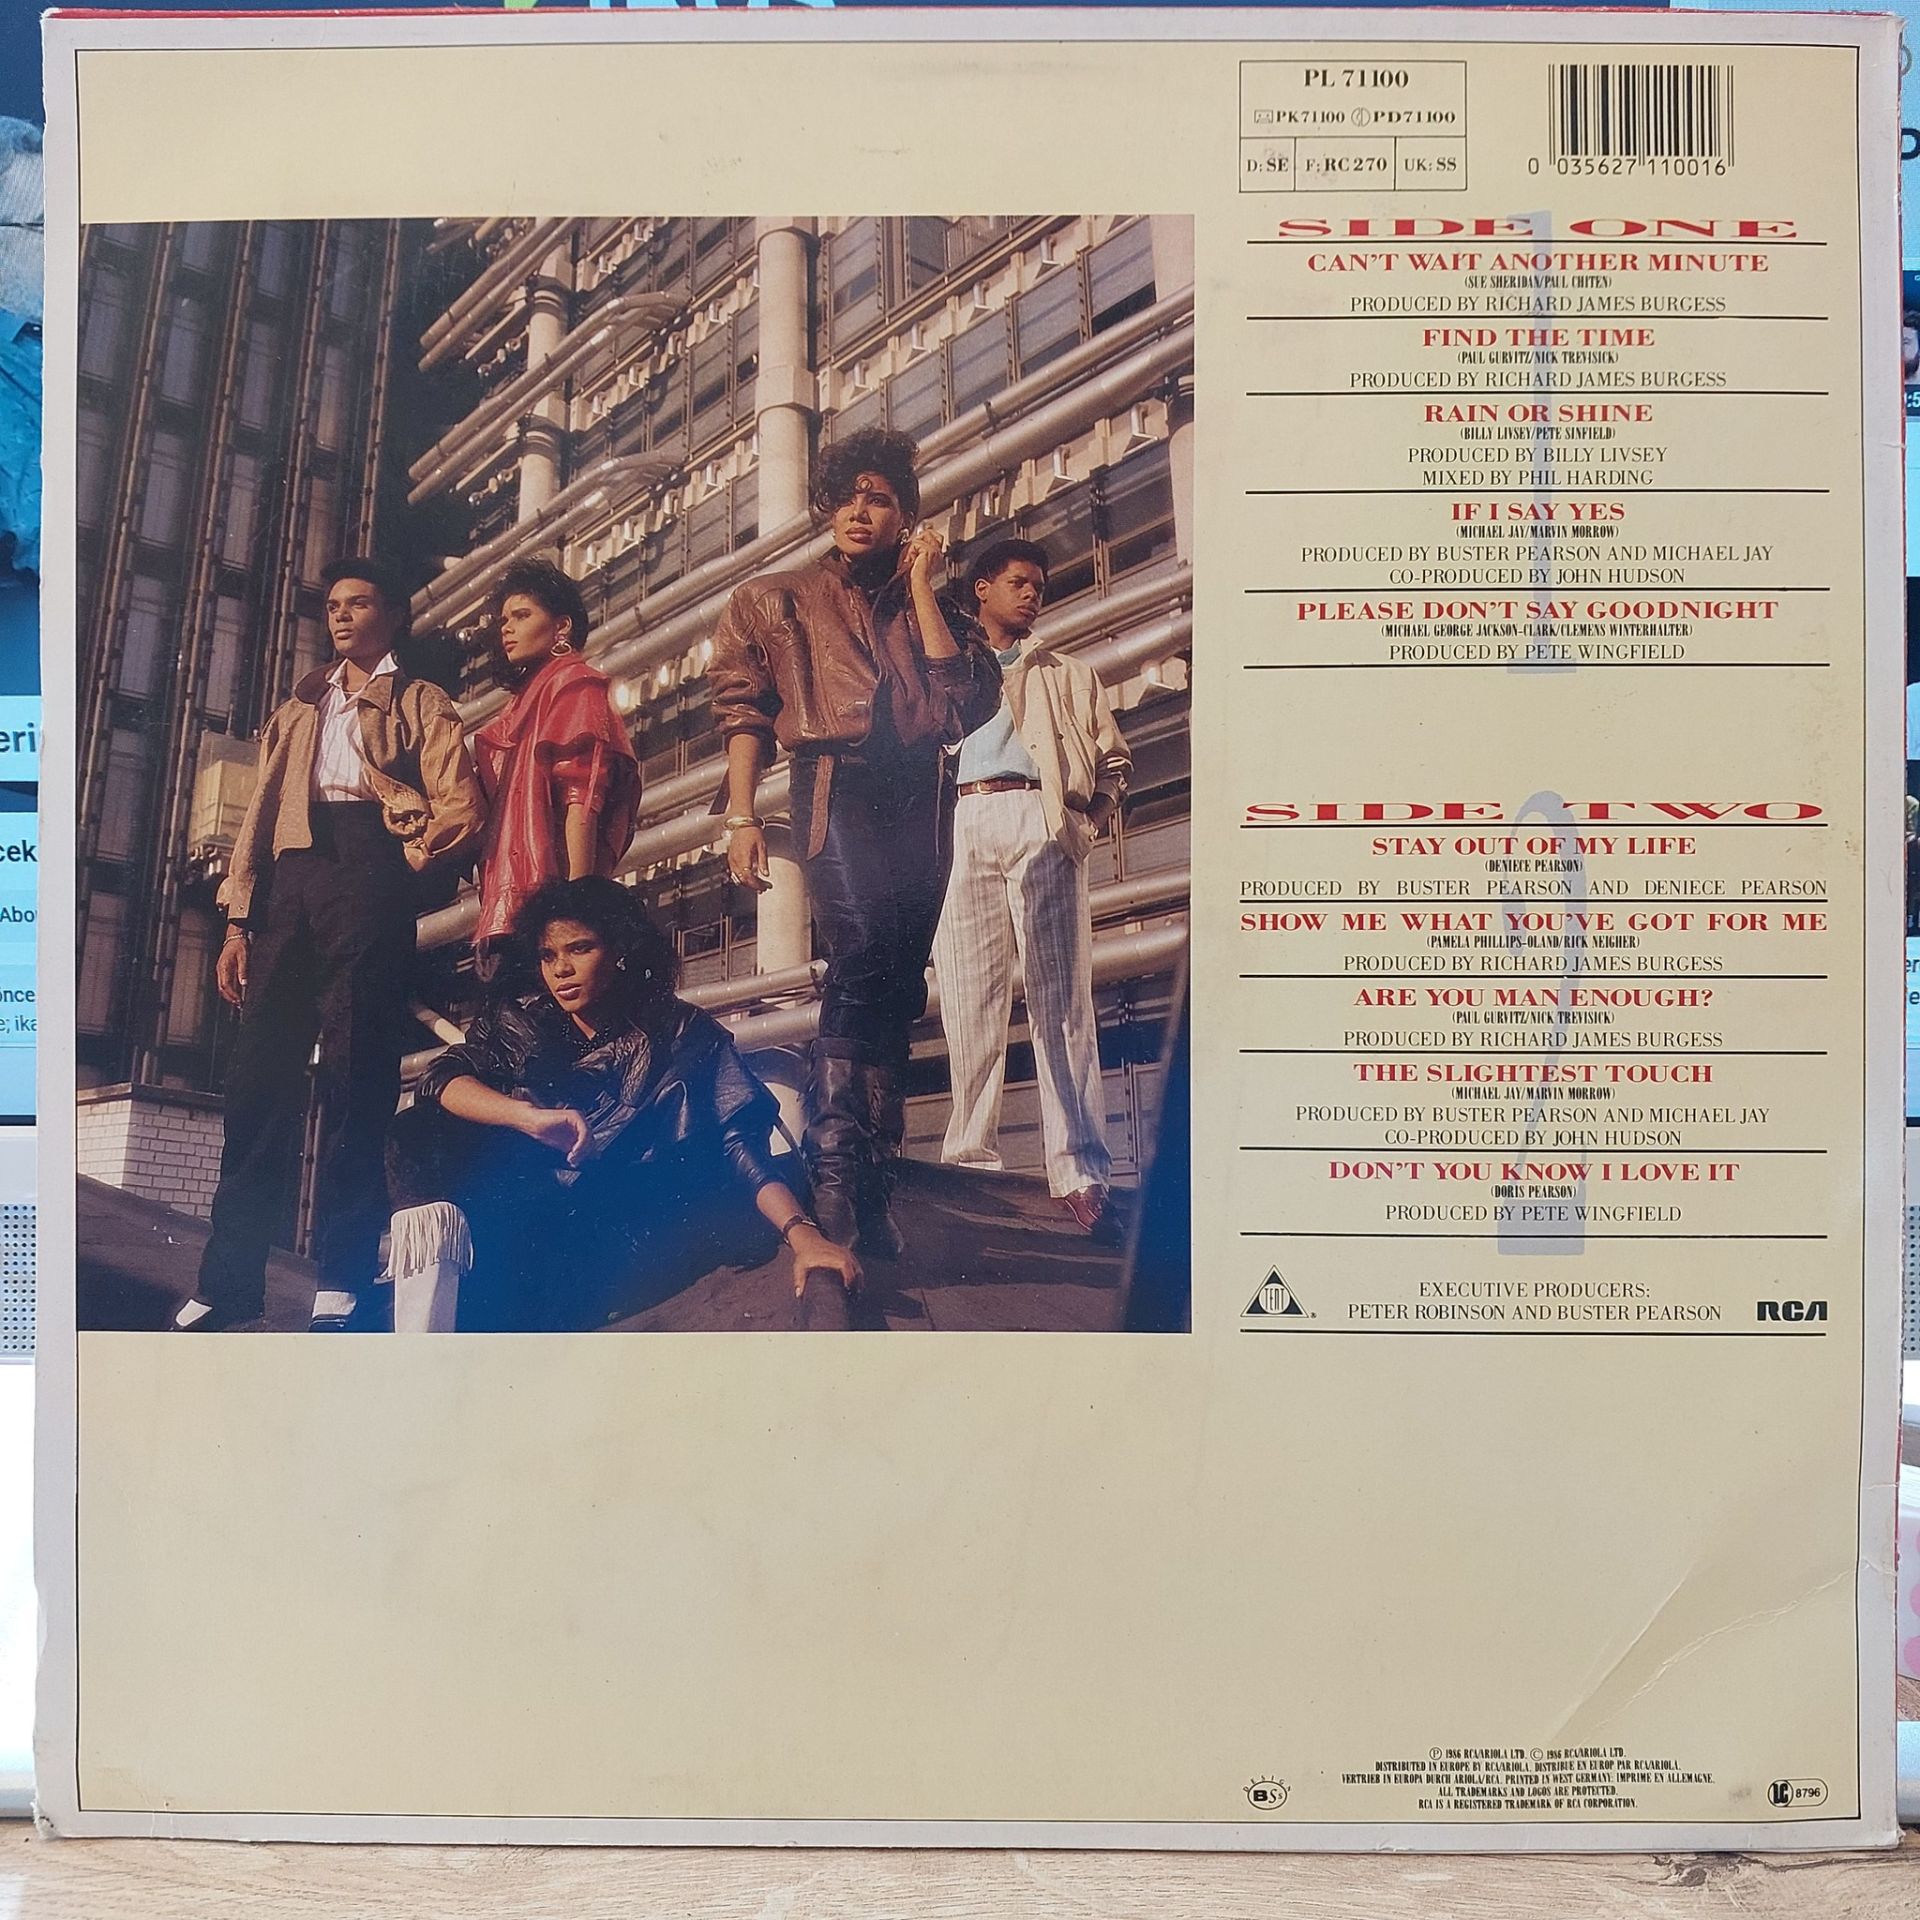 PL 71100
PK71100 PD71100
D: SE F: RC 270 UK: SS
0 035627 110016
SIDE ONE
1
CAN'T WAIT ANOTHER MINUTE
(SUE SHERIDAN/PAUL CHITEN)
PRODUCED BY RICHARD JAMES BURGESS
FIND THE TIME
(PAUL GURVITZ/NICK TREVISICK)
PRODUCED BY RICHARD JAMES BURGESS
RAIN OR SHINE
(BILLY LIVSEY/PETE SINFIELD)
PRODUCED BY BILLY LIVSEY
MIXED BY PHIL HARDING
IF I SAY YES
(MICHAEL JAY/MARVIN MORROW)
PRODUCED BY BUSTER PEARSON AND MICHAEL JAY
CO-PRODUCED BY JOHN HUDSON
PLEASE DON'T SAY GOODNIGHT
(MICHAEL GEORGE JACKSON-CLARK/CLEMENS WINTERHALTER)
PRODUCED BY PETE WINGFIELD
SIDE TWO
2
STAY OUT OF MY LIFE
(DENIECE PEARSON)
PRODUCED BY BUSTER PEARSON AND DENIECE PEARSON
SHOW ME WHAT YOU'VE GOT FOR ME
(PAMELA PHILLIPS-OLAND/RICK NEIGHER)
PRODUCED BY RICHARD JAMES BURGESS
ARE YOU MAN ENOUGH?
(PAUL GURVITZ/NICK TREVISICK)
PRODUCED BY RICHARD JAMES BURGESS
THE SLIGHTEST TOUCH
(MICHAEL JAY/MARVIN MORROW)
PRODUCED BY BUSTER PEARSON AND MICHAEL JAY
CO-PRODUCED BY JOHN HUDSON
DON'T YOU KNOW I LOVE IT
(DORIS PEARSON)
PRODUCED BY PETE WINGFIELD
TENT ®
EXECUTIVE PRODUCERS:
PETER ROBINSON AND BUSTER PEARSON
RCA
℗ 1986 RCA/ARIOLA LTD. © 1986 RCA/ARIOLA LTD.
DISTRIBUTED IN EUROPE BY RCA/ARIOLA. DISTRIBUE EN EUROP PAR RCA/ARIOLA.
VERTRIEB IN EUROPA DURCH ARIOLA/RCA. PRINTED IN WEST GERMANY. IMPRIME EN ALLEMAGNE.
ALL TRADEMARKS AND LOGOS ARE PROTECTED.
RCA IS A REGISTERED TRADEMARK OF RCA CORPORATION.
DESIGN
BSs
LC 8796